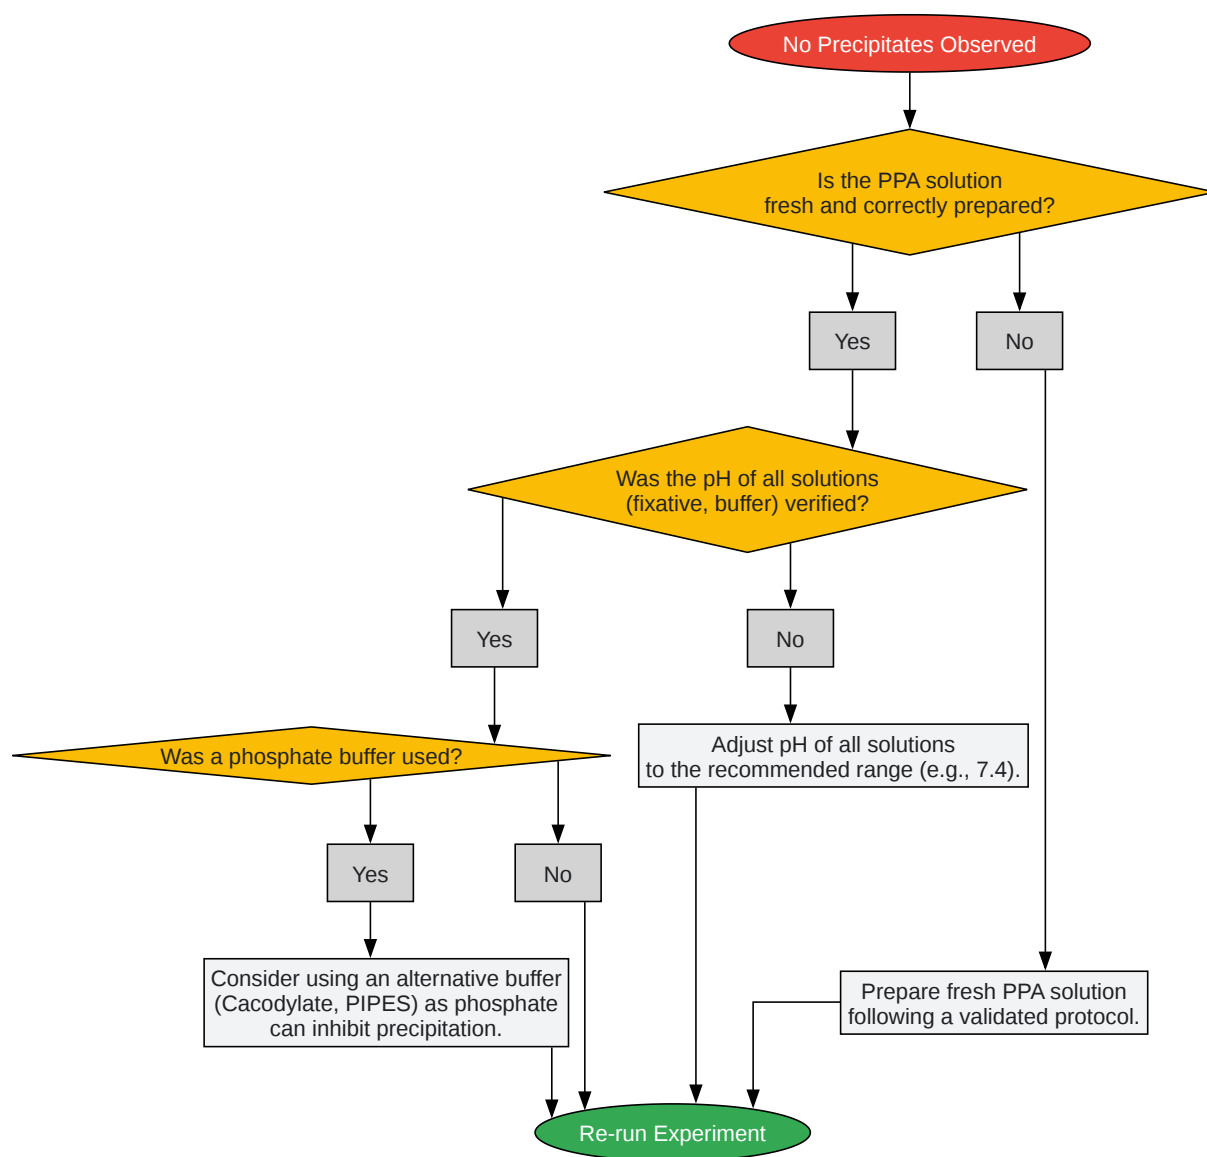 No Precipitates Observed
Is the PPA solution
fresh and correctly prepared?
Yes
No
Was the pH of all solutions
(fixative, buffer) verified?
Yes
No
Was a phosphate buffer used?
Adjust pH of all solutions
to the recommended range (e.g., 7.4).
Yes
No
Consider using an alternative buffer
(Cacodylate, PIPES) as phosphate
can inhibit precipitation.
Prepare fresh PPA solution
following a validated protocol.
Re-run Experiment